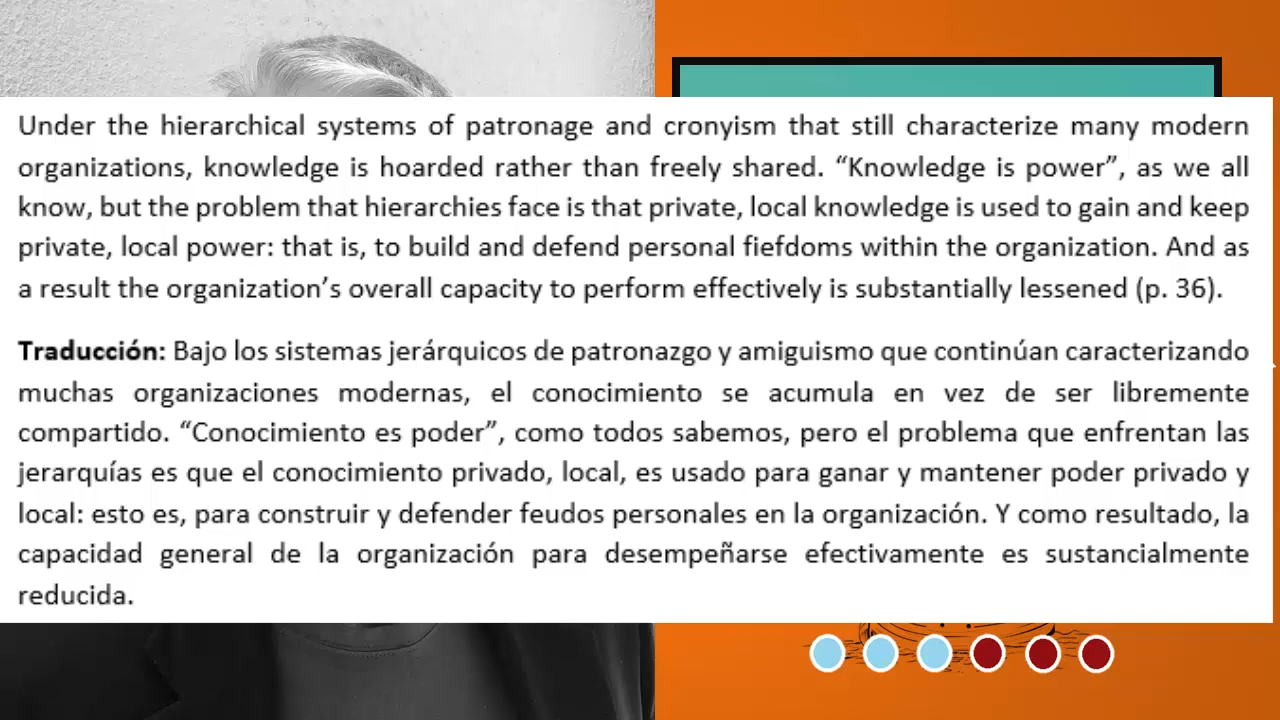 Under the hierarchical systems of patronage and cronyism that still characterize many modern
organizations, knowledge is hoarded rather than freely shared. “Knowledge is power”, as we all
know, but the problem that hierarchies face is that private, local knowledge is used to gain and keep
private, local power: that is, to build and defend personal fiefdoms within the organization. And as
a result the organization’s overall capacity to perform effectively is substantially lessened (p. 36).
Traducción: Bajo los sistemas jerárquicos de patronazgo y amiguismo que continúan caracterizando
muchas organizaciones modernas, el conocimiento se acumula en vez de ser libremente
compartido. “Conocimiento es poder”, como todos sabemos, pero el problema que enfrentan las
jerarquías es que el conocimiento privado, local, es usado para ganar y mantener poder privado y
local: esto es, para construir y defender feudos personales en la organización. Y como resultado, la
capacidad general de la organización para desempeñarse efectivamente es sustancialmente
reducida.